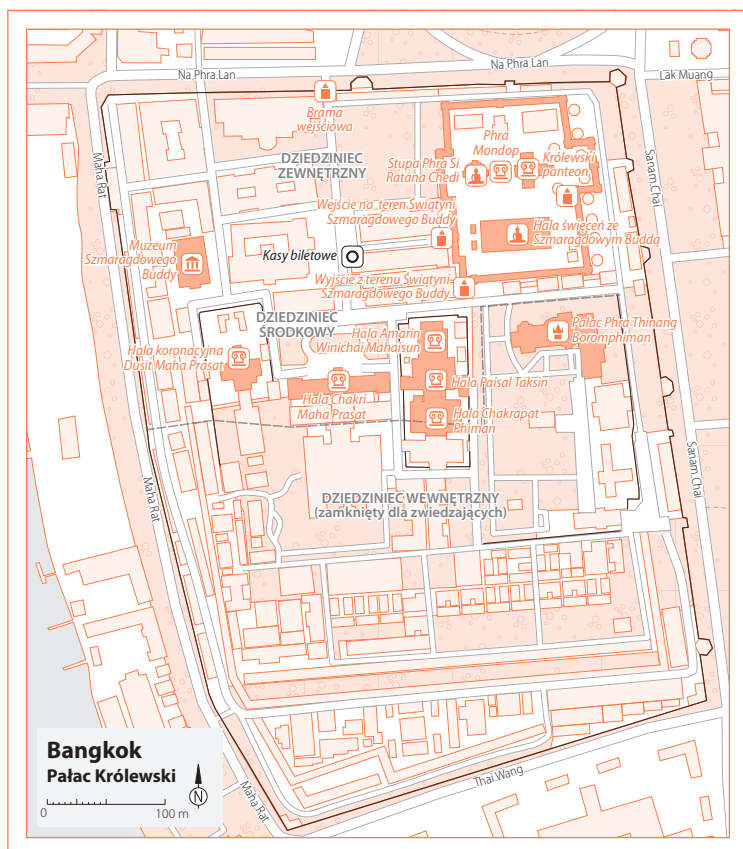 Na Phra Lan
Na Phra Lan
Lak Muang
Brama
wejściowa
Maha Rat
Sanam Chai
DZIEDZINIEC
ZEWNĘTRZNY
Phra
Mondop
Stupa Phra Si
Ratana Chedi
Królewski
panteon
Wejście na teren Świątyni
Szmaragdowego Buddy
Hala święceń ze
Szmaragdowym Buddą
Muzeum
Szmaragdowego
Buddy
Kasy biletowe
Wyjście z terenu Świątyni
Szmaragdowego Buddy
DZIEDZINIEC
ŚRODKOWY
Hala Amarin
Winichai Mahaisun
Pałac Phra Thinang
Boromphiman
Hala koronacyjna
Dusit Maha Prasat
Hala Paisal Taksin
Hala Chakri
Maha Prasat
Hala Chakrapat
Phiman
Sanam Chai
Maha Rat
DZIEDZINIEC WEWNĘTRZNY
(zamknięty dla zwiedzających)
Bangkok
Pałac Królewski
0 100 m
N
Maha Rat
Thai Wang